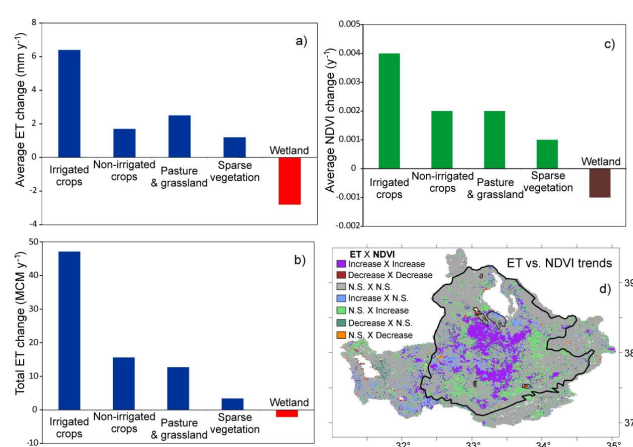 a)
Average ET change (mm y⁻¹)
8
4
0
-4
Irrigated crops
Non-irrigated crops
Pasture & grassland
Sparse vegetation
Wetland
c)
Average NDVI change (y⁻¹)
0.005
0.004
0.003
0.002
0.001
0
-0.001
-0.002
Irrigated crops
Non-irrigated crops
Pasture & grassland
Sparse vegetation
Wetland
b)
Total ET change (MCM y⁻¹)
50
40
30
20
10
0
-10
Irrigated crops
Non-irrigated crops
Pasture & grassland
Sparse vegetation
Wetland
ET X NDVI
Increase X Increase
Decrease X Decrease
N.S. X N.S.
Increase X N.S.
N.S. X Increase
Decrease X N.S.
N.S. X Decrease
ET vs. NDVI trends
d)
39
38
37
32°
33°
34°
35°